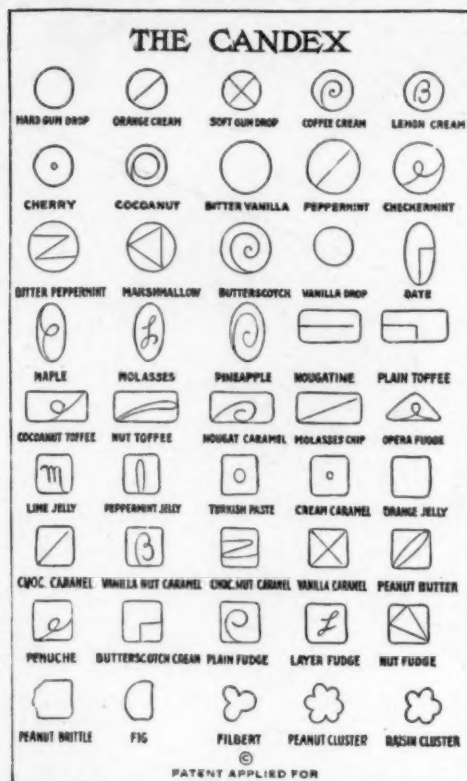 THE CANDEX
HARD GUM DROP ORANGE CREAM SOFT GUM DROP COFFEE CREAM LEMON CREAM
CHERRY COCOANUT BITTER VANILLA PEPPERMINT CHECKERMINT
BITTER PEPPERMINT MARSHMALLOW BUTTERSCOTCH VANILLA DROP DATE
MAPLE MOLASSES PINEAPPLE NOUGATINE PLAIN TOFFEE
COCOANUT TOFFEE NUT TOFFEE NOUGAT CARAMEL MOLASSES CHIP OPERA FUDGE
LIME JELLY PEPPERMINT JELLY TURKISH PASTE CREAM CARAMEL ORANGE JELLY
CHOC. CARAMEL VANILLA NUT CARAMEL CHOC. NUT CARAMEL VANILLA CARAMEL PEANUT BUTTER
PENUCHE BUTTERSCOTCH CREAM PLAIN FUDGE LAYER FUDGE NUT FUDGE
PEANUT BRITTLE FIG FILBERT PEANUT CLUSTER RAISIN CLUSTER
©
PATENT APPLIED FOR